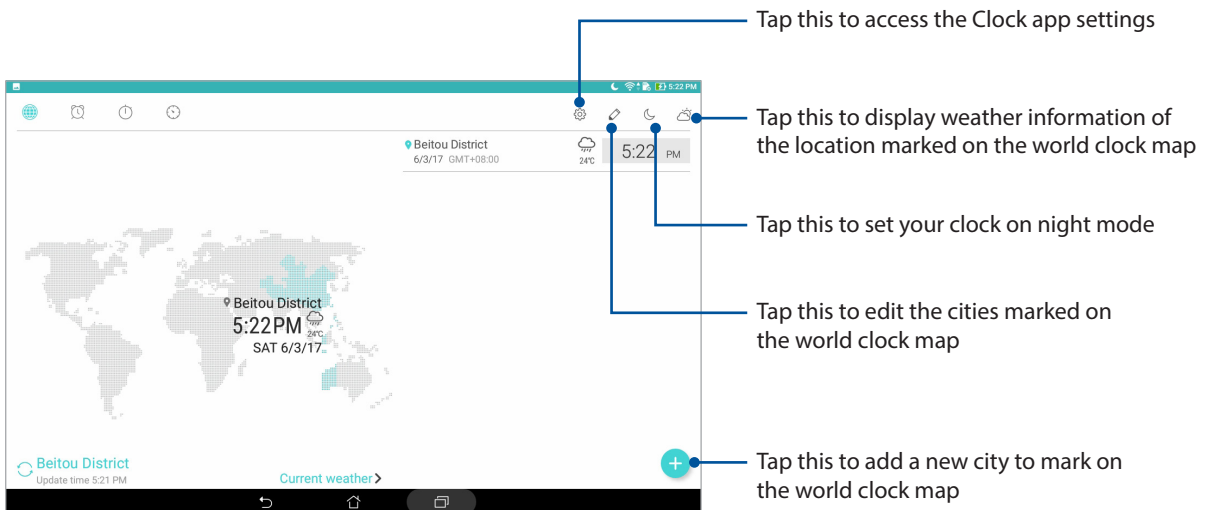 Tap this to access the Clock app settings
5:22 PM
Tap this to display weather information of
the location marked on the world clock map
Beitou District
6/3/17 GMT+08:00
24°C
5:22 PM
Tap this to set your clock on night mode
Beitou District
5:22PM
24°C
SAT 6/3/17
Tap this to edit the cities marked on
the world clock map
Beitou District
Update time 5:21 PM
Current weather>
Tap this to add a new city to mark on
the world clock map